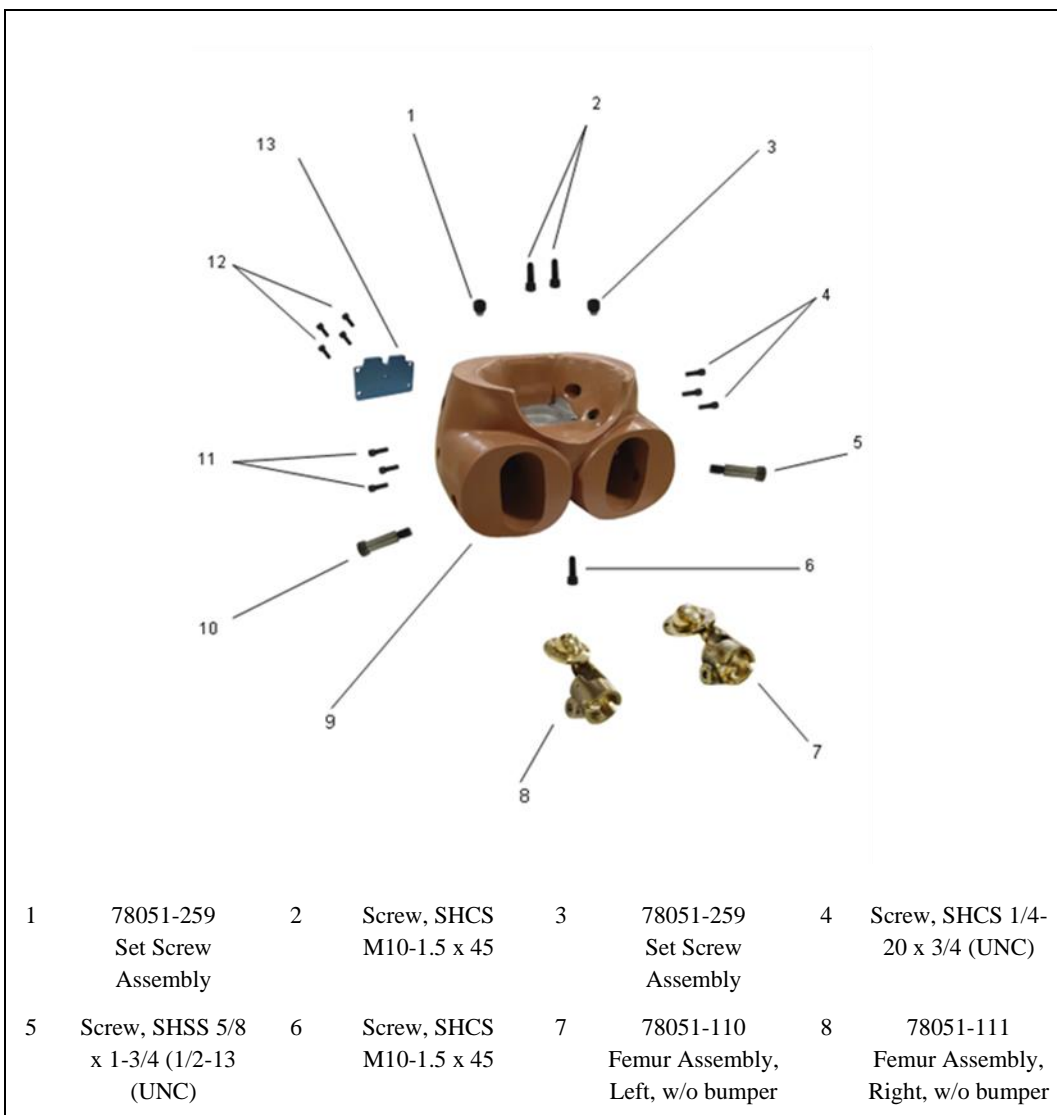 1
2
3
13
12
4
11
5
6
10
9
7
8
1 78051-259 2 Screw, SHCS 3 78051-259 4 Screw, SHCS 1/4-
Set Screw M10-1.5 x 45 Set Screw 20 x 3/4 (UNC)
Assembly Assembly
5 Screw, SHSS 5/8 6 Screw, SHCS 7 78051-110 8 78051-111
x 1-3/4 (1/2-13 M10-1.5 x 45 Femur Assembly, Femur Assembly,
(UNC) Left, w/o bumper Right, w/o bumper